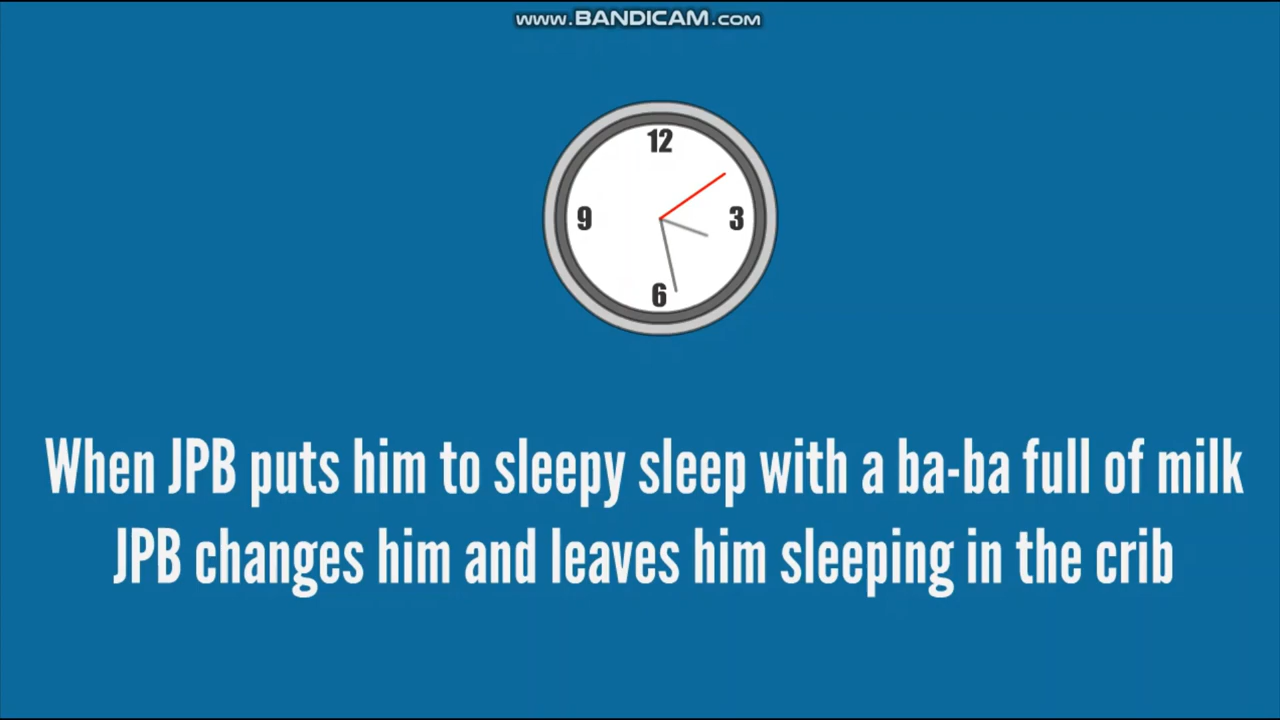 www.BANDICAM.com
12
9
3
6
When JPB puts him to sleepy sleep with a ba-ba full of milk
JPB changes him and leaves him sleeping in the crib